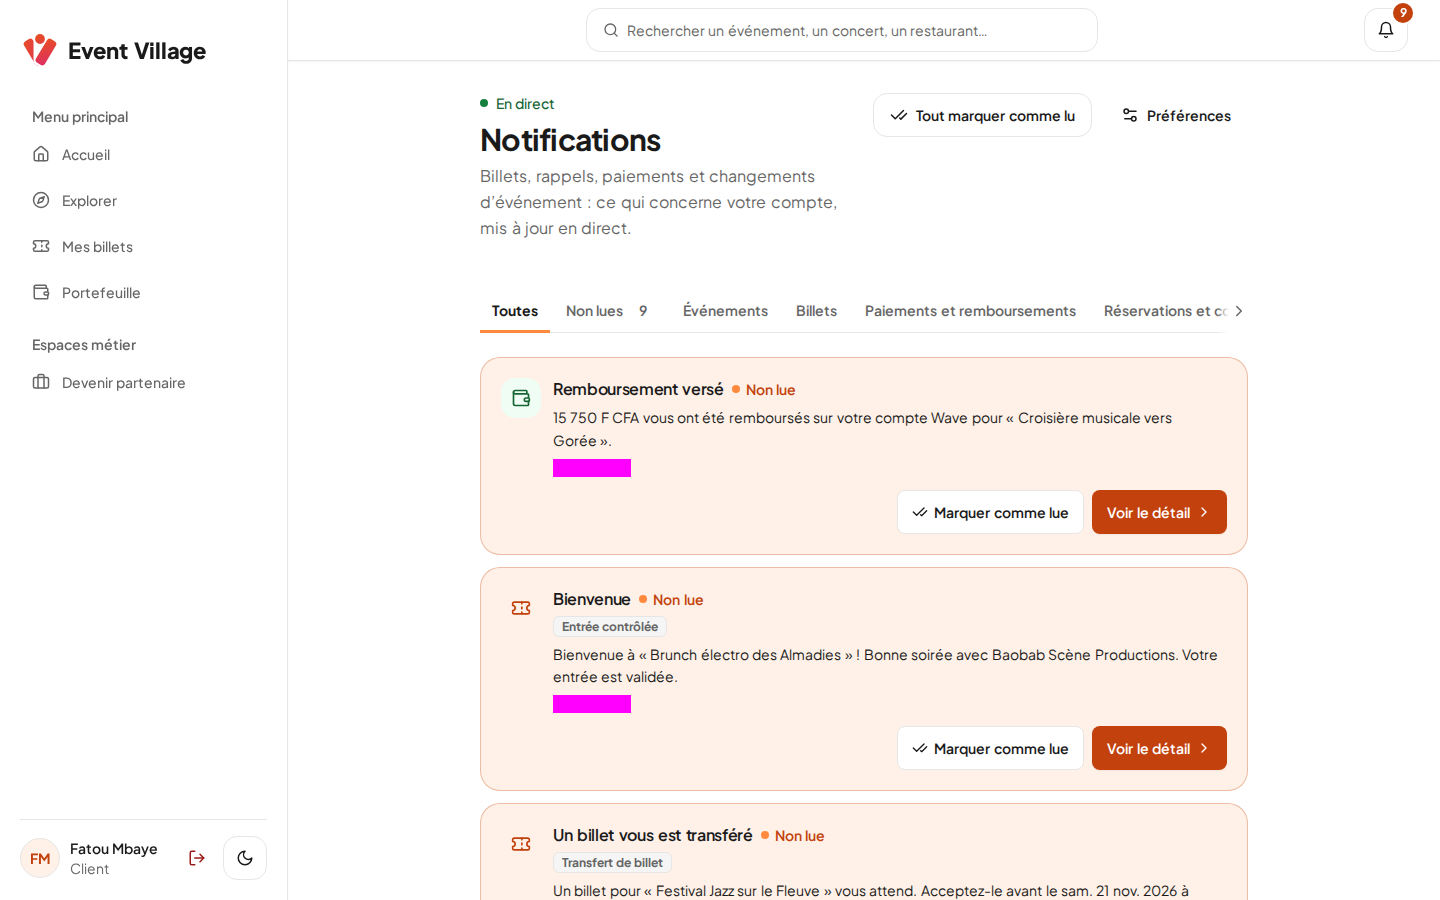 Event Village
Rechercher un événement, un concert, un restaurant…
9
Menu principal
Accueil
Explorer
Mes billets
Portefeuille
Espaces métier
Devenir partenaire
FM
Fatou Mbaye
Client
En direct
Notifications
Billets, rappels, paiements et changements
d’événement : ce qui concerne votre compte,
mis à jour en direct.
Tout marquer comme lu
Préférences
Toutes
Non lues 9
Événements
Billets
Paiements et remboursements
Réservations et
Remboursement versé
Non lue
15 750 F CFA vous ont été remboursés sur votre compte Wave pour « Croisière musicale vers
Gorée ».
Marquer comme lue
Voir le détail
Bienvenue
Non lue
Entrée contrôlée
Bienvenue à « Brunch électro des Almadies » ! Bonne soirée avec Baobab Scène Productions. Votre
entrée est validée.
Marquer comme lue
Voir le détail
Un billet vous est transféré
Non lue
Transfert de billet
Un billet pour « Festival Jazz sur le Fleuve » vous attend. Acceptez-le avant le sam. 21 nov. 2026 à